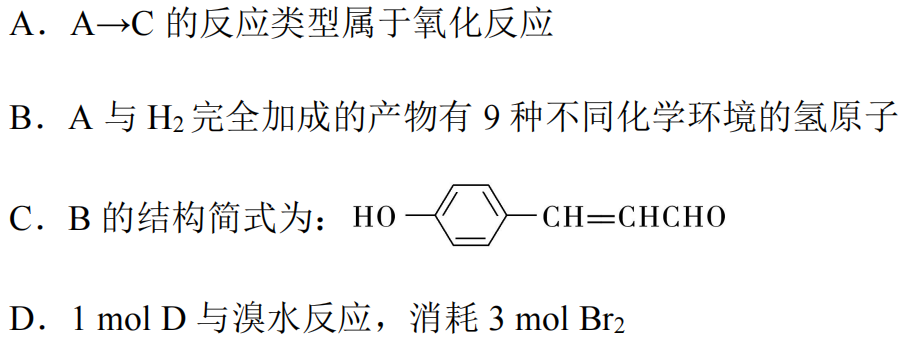 A．A→C 的反应类型属于氧化反应
B．A 与 H₂ 完全加成的产物有 9 种不同化学环境的氢原子
C．B 的结构简式为：HO CH=CHCHO
D．1 mol D 与溴水反应，消耗 3 mol Br₂